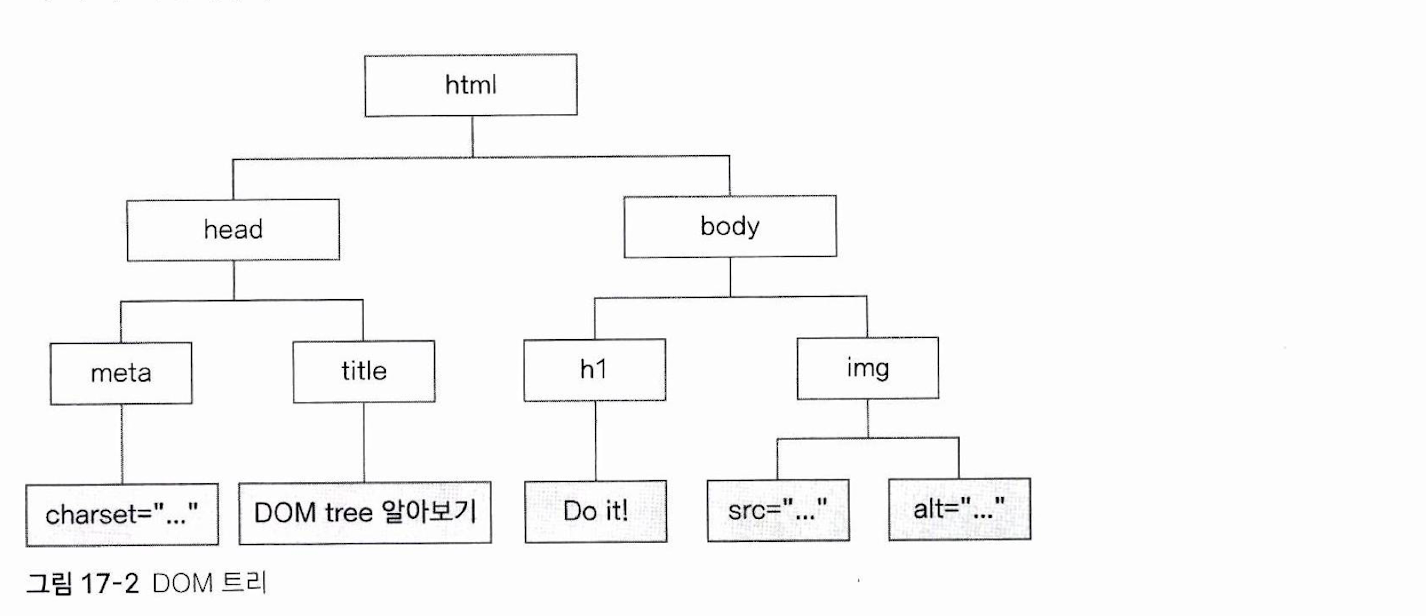 html
head
body
meta
title
h1
img
charset="..."
DOM tree 알아보기
Do it!
src="..."
alt="..."
그림 17-2 DOM 트리